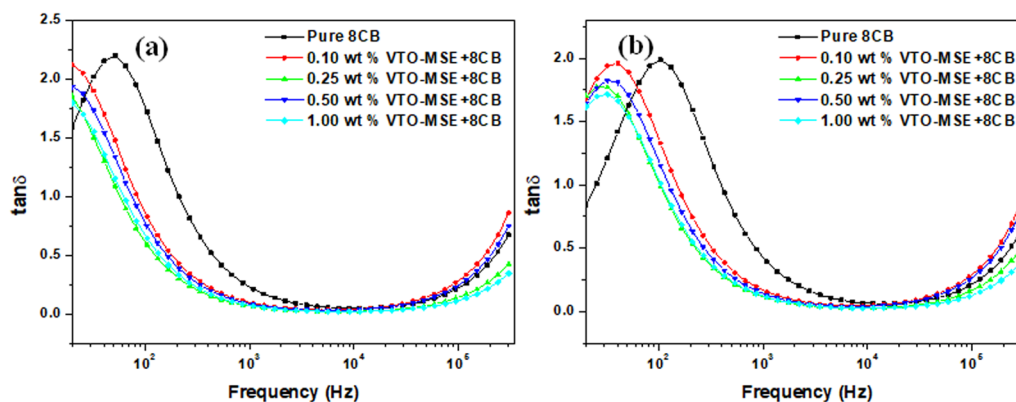 (a)
Pure 8CB
0.10 wt % VTO-MSE+8CB
0.25 wt % VTO-MSE+8CB
0.50 wt % VTO-MSE+8CB
1.00 wt % VTO-MSE+8CB
2.5
2.0
1.5
1.0
0.5
0.0
tanδ
10²
10³
10⁴
10⁵
Frequency (Hz)
(b)
Pure 8CB
0.10 wt % VTO-MSE+8CB
0.25 wt % VTO-MSE+8CB
0.50 wt % VTO-MSE+8CB
1.00 wt % VTO-MSE+8CB
2.0
1.5
1.0
0.5
0.0
tanδ
10²
10³
10⁴
10⁵
Frequency (Hz)